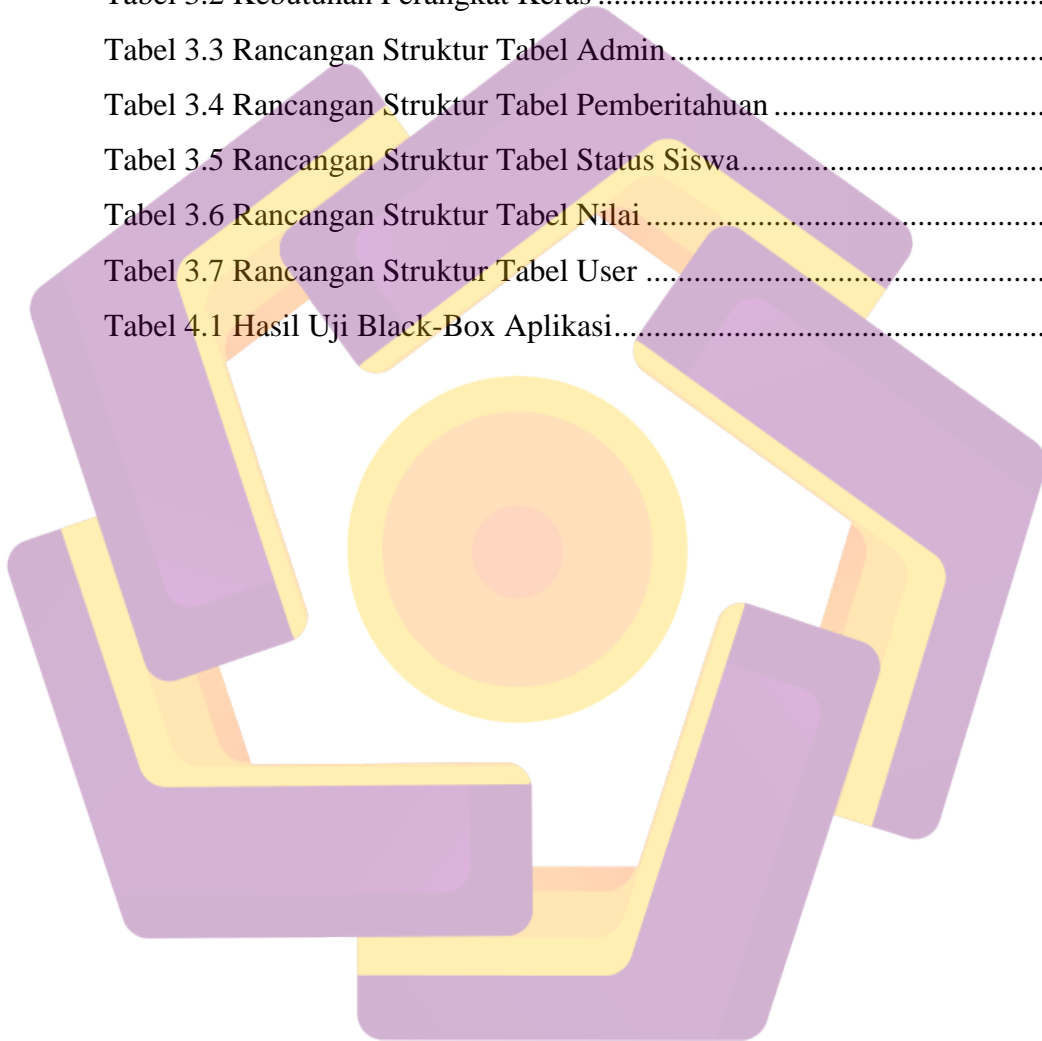 Tabel 3.2 Kebutuhan Perangkat Keras ........................................................
Tabel 3.3 Rancangan Struktur Tabel Admin ...............................................
Tabel 3.4 Rancangan Struktur Tabel Pemberitahuan ..................................
Tabel 3.5 Rancangan Struktur Tabel Status Siswa ......................................
Tabel 3.6 Rancangan Struktur Tabel Nilai ..................................................
Tabel 3.7 Rancangan Struktur Tabel User ..................................................
Tabel 4.1 Hasil Uji Black-Box Aplikasi ......................................................